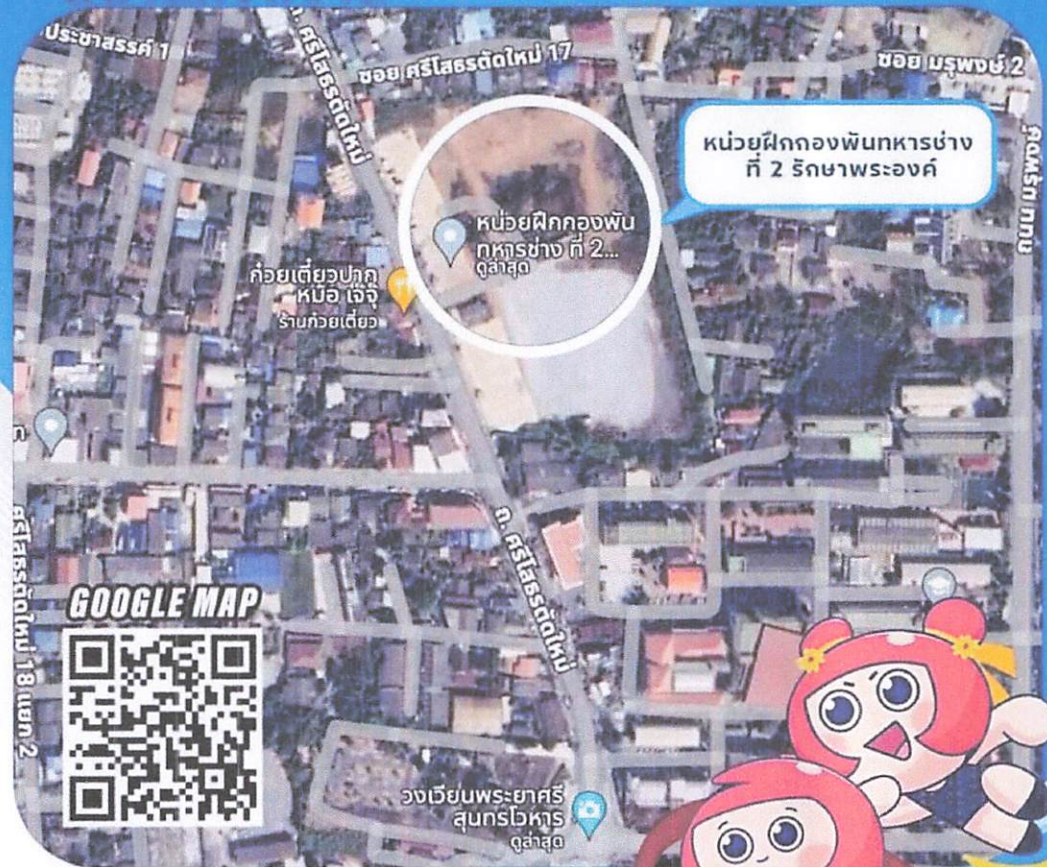 ประชาสรรค์ 1
ถ. ศรีโสธรตัดใหม่
ซอย ศรีโสธรตัดใหม่ 17
ซอย มรุพงษ์ 2
หน่วยฝึกกองพันทหารช่าง
ที่ 2 รักษาพระองค์
หน่วยฝึกกองพัน
ทหารช่าง ที่ 2...
ดูล่าสุด
ก๋วยเตี๋ยวปาก
หม้อ เจ๊จุ๊
ร้านก๋วยเตี๋ยว
ถ. ศรีโสธรตัดใหม่
ศรีโสธรตัดใหม่ 18 แยก 2
GOOGLE MAP
วงเวียนพระยาศรี
สุนทรโวหาร
ดูล่าสุด